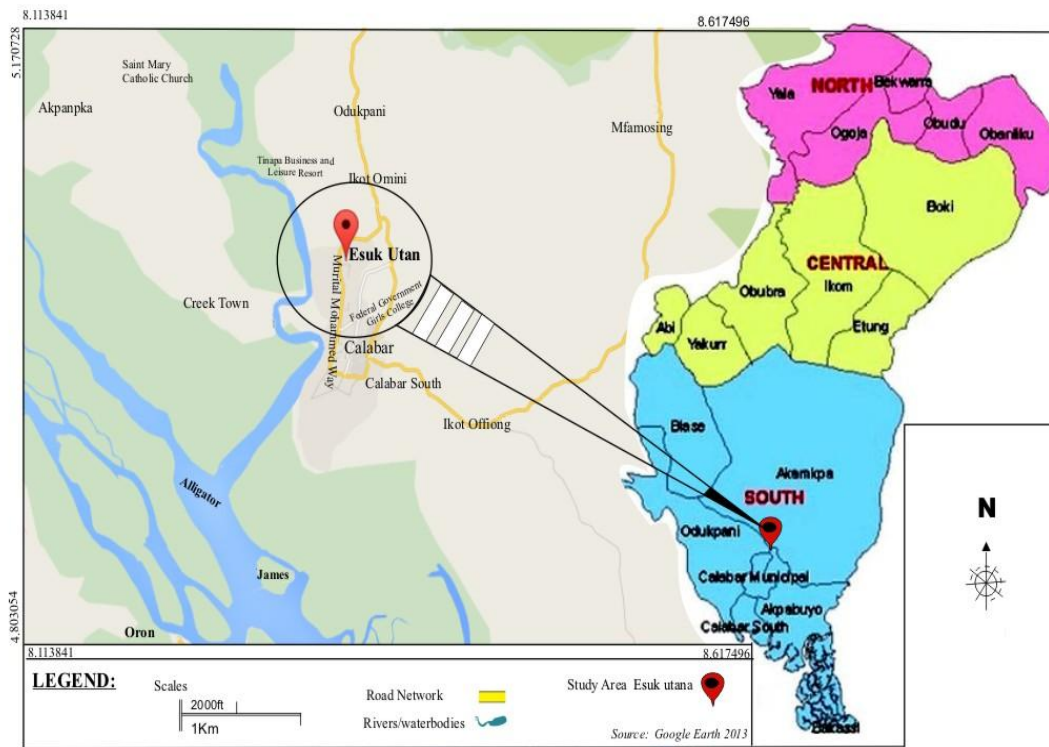 8.113841
8.617496
5.170728
Saint Mary
Catholic Church
Akpanpka
Odukpani
Mfamosing
Tinapa Business and
Leisure Resort
Ikot Omini
Esuk Utan
Murital Mohammed Way
Federal Government
Girls College
Creek Town
Calabar
Calabar South
Ikot Offiong
Alligator
James
Oron
4.803054
NORTH
Yala
Bekwarra
Ogoja
Obudu
Obanliku
Boki
CENTRAL
Ikom
Obubra
Etung
Abi
Yakurr
Biase
Akamkpa
SOUTH
Odukpani
Calabar Municipal
Akpabuyo
Calabar South
Bakassi
N
8.113841
8.617496
LEGEND:
Scales
2000ft
1Km
Road Network
Rivers/waterbodies
Study Area Esuk utana
Source: Google Earth 2013